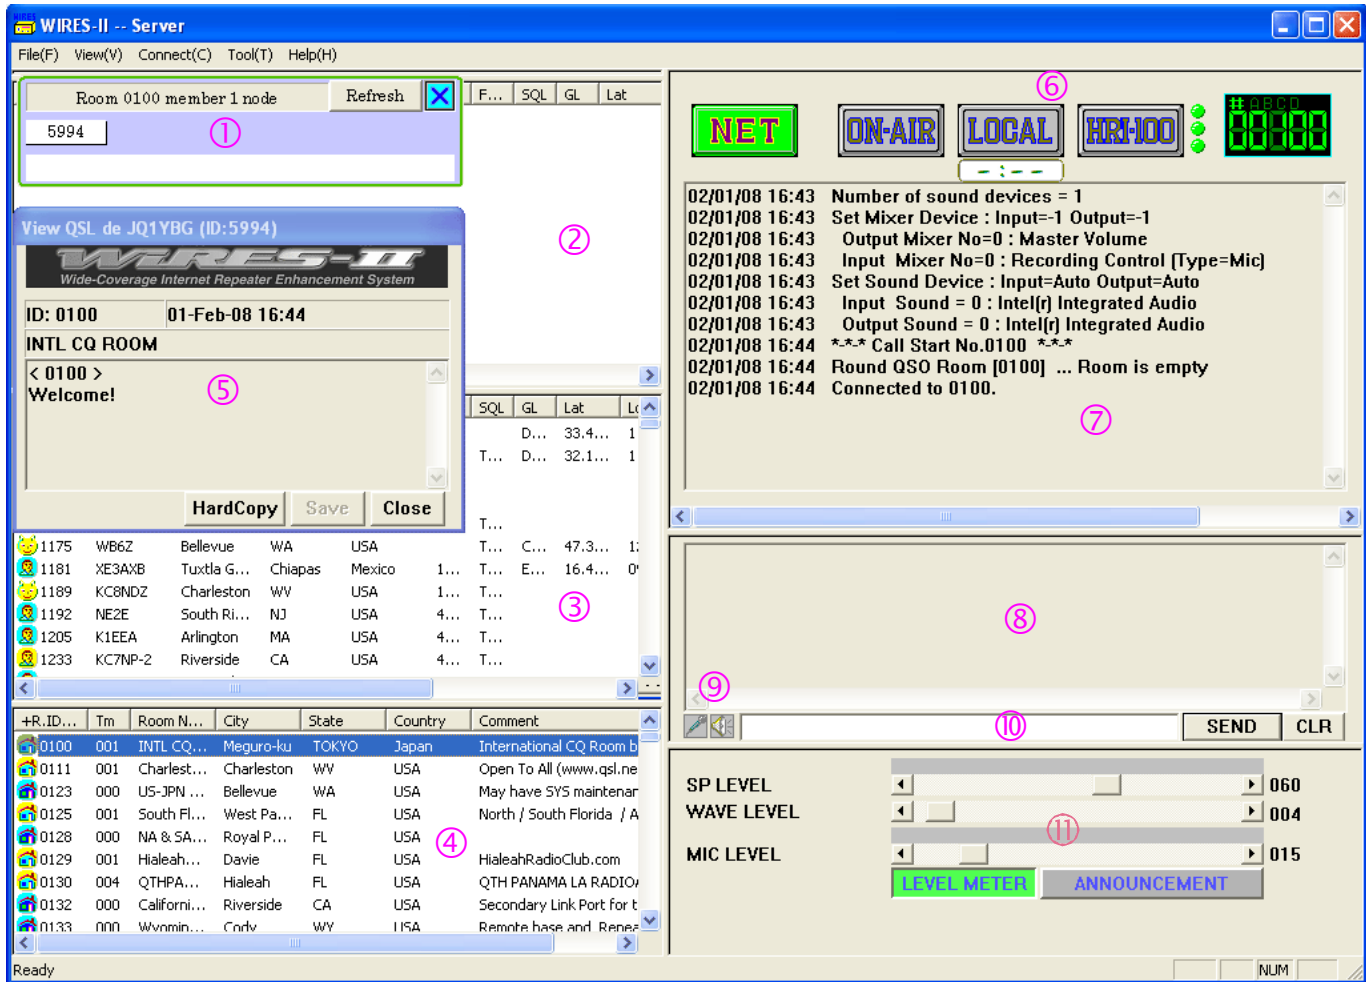 WIRES-II -- Server
File(F) View(V) Connect(C) Tool(T) Help(H)
Room 0100 member 1 node Refresh
5994
①
F... SQL GL Lat
②
View QSL de JQ1YBG (ID:5994)
WiRES-II
Wide-Coverage Internet Repeater Enhancement System
ID: 0100 01-Feb-08 16:44
INTL CQ ROOM
< 0100 >
Welcome!
⑤
HardCopy Save Close
SQL GL Lat
D... 33.4... 1
T... D... 32.1... 1
T...
1175 WB6Z Bellevue WA USA T... C... 47.3...
1181 XE3AXB Tuxtla G... Chiapas Mexico 1... T... E... 16.4...
1189 KC8NDZ Charleston WV USA 1... T...
1192 NE2E South Ri... NJ USA 4... T...
1205 K1EEA Arlington MA USA 4... T...
1233 KC7NP-2 Riverside CA USA 4... T...
③
+R.ID... Tm Room N... City State Country Comment
0100 001 INTL CQ... Meguro-ku TOKYO Japan International CQ Room b
0111 001 Charlest... Charleston WV USA Open To All (www.qsl.ne
0123 000 US-JPN ... Bellevue WA USA May have SYS maintenan
0125 001 South Fl... West Pa... FL USA North / South Florida / A
0128 000 NA & SA... Royal P... FL USA
0129 001 Hialeah... Davie FL USA HialeahRadioClub.com
0130 004 QTHPA... Hialeah FL USA QTH PANAMA LA RADIO
0132 000 Californi... Riverside CA USA Secondary Link Port for t
0133 000 Wyomin... Cody WY USA Remote base and Repea
④
Ready
⑥
NET ON-AIR LOCAL HRI-100 #ABCD 00000
- : - -
02/01/08 16:43 Number of sound devices = 1
02/01/08 16:43 Set Mixer Device : Input=-1 Output=-1
02/01/08 16:43 Output Mixer No=0 : Master Volume
02/01/08 16:43 Input Mixer No=0 : Recording Control (Type=Mic)
02/01/08 16:43 Set Sound Device : Input=Auto Output=Auto
02/01/08 16:43 Input Sound = 0 : Intel(r) Integrated Audio
02/01/08 16:43 Output Sound = 0 : Intel(r) Integrated Audio
02/01/08 16:44 *-*-* Call Start No.0100 *-*-*
02/01/08 16:44 Round QSO Room [0100] ... Room is empty
02/01/08 16:44 Connected to 0100.
⑦
⑧
⑨
⑩ SEND CLR
SP LEVEL 060
WAVE LEVEL 004
⑪
MIC LEVEL 015
LEVEL METER ANNOUNCEMENT
NUM